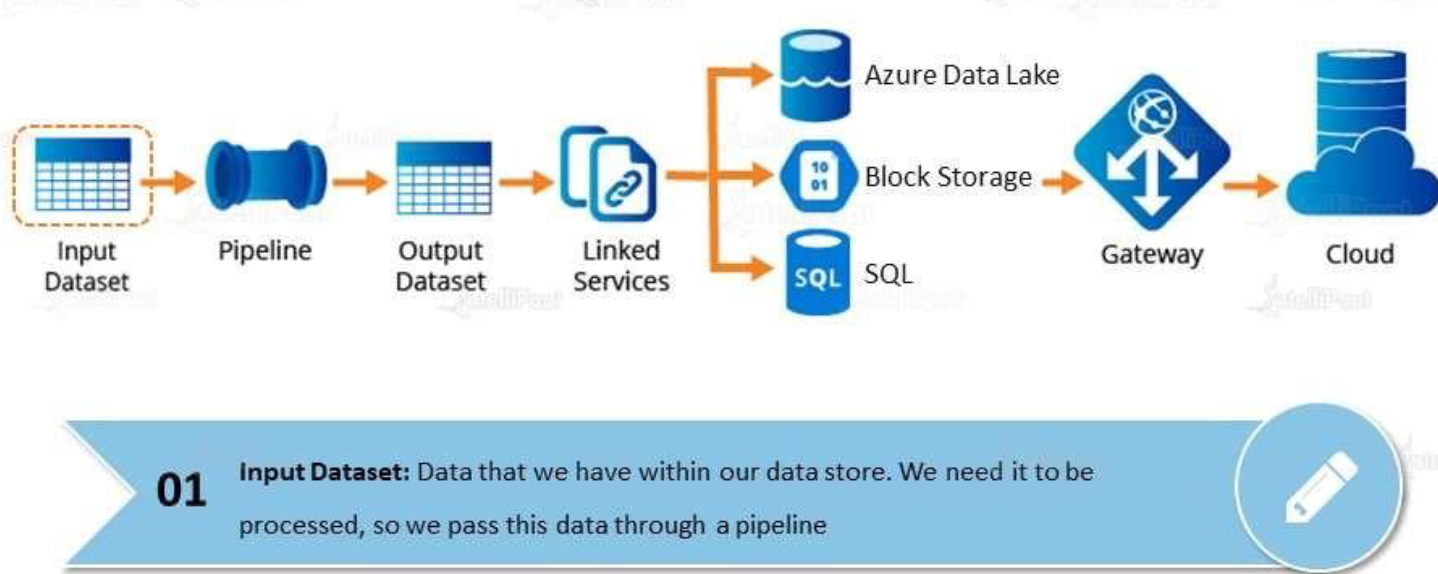 Azure Data Lake
10
01
Block Storage
SQL
SQL
Input
Dataset
Pipeline
Output
Dataset
Linked
Services
Gateway
Cloud
01
Input Dataset: Data that we have within our data store. We need it to be
processed, so we pass this data through a pipeline